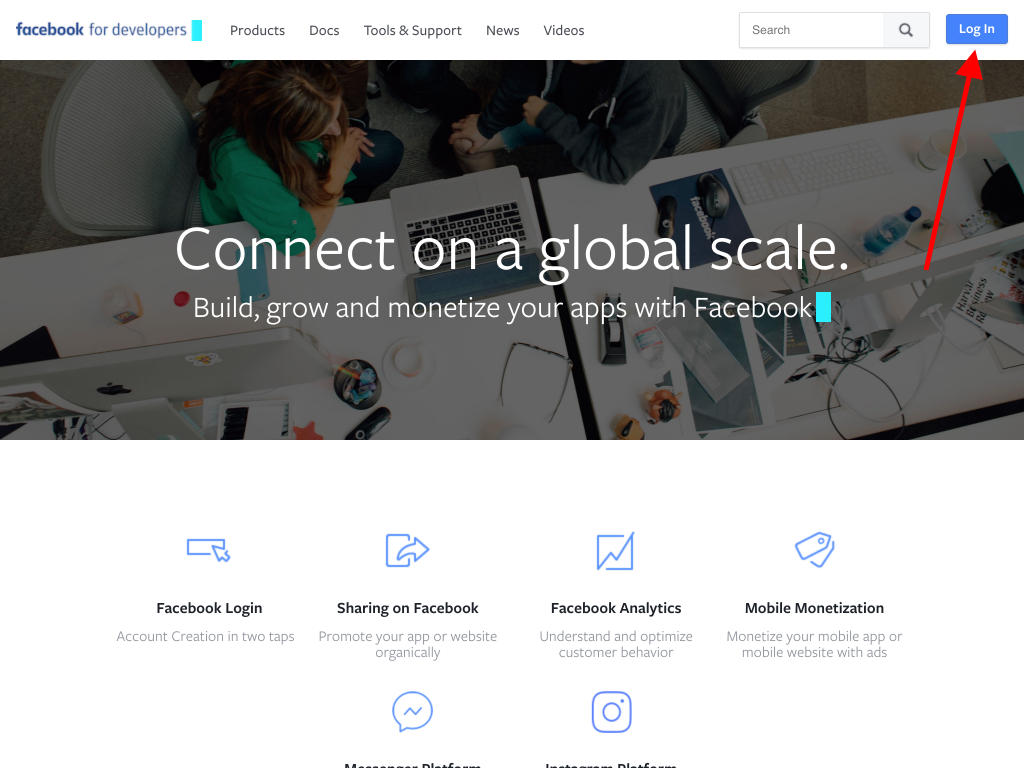 facebook for developers
Products Docs Tools & Support News Videos
Search
Log In
facebook
Connect on a global scale.
Build, grow and monetize your apps with Facebook
Harvard
Business
Facebook Login
Account Creation in two taps
Sharing on Facebook
Promote your app or website
organically
Facebook Analytics
Understand and optimize
customer behavior
Mobile Monetization
Monetize your mobile app or
mobile website with ads
Messenger Platform
Instagram Platform